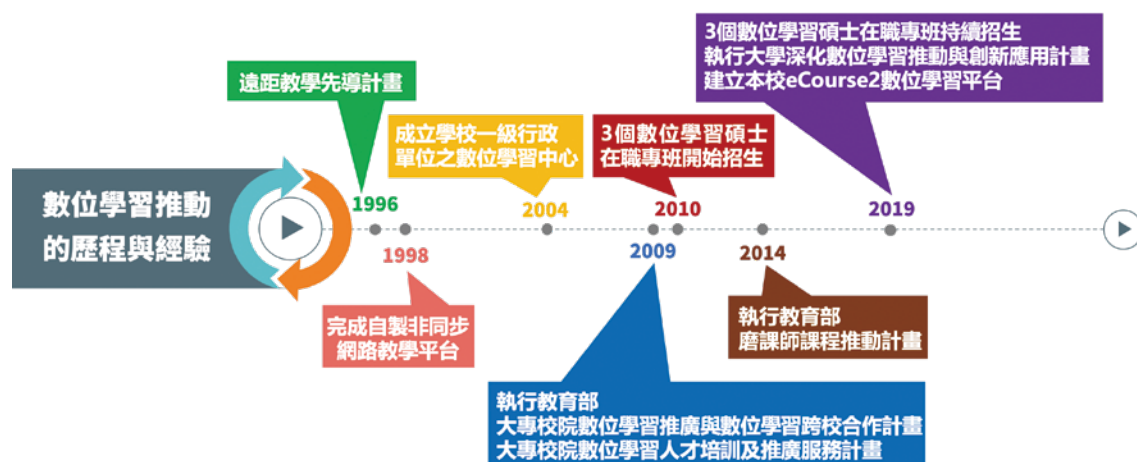 數位學習推動
的歷程與經驗
遠距教學先導計畫
1996
1998
完成自製非同步
網路教學平台
成立學校一級行政
單位之數位學習中心
2004
2009
執行教育部
大專校院數位學習推廣與數位學習跨校合作計畫
大專校院數位學習人才培訓及推廣服務計畫
3個數位學習碩士
在職專班開始招生
2010
2014
執行教育部
磨課師課程推動計畫
3個數位學習碩士在職專班持續招生
執行大學深化數位學習推動與創新應用計畫
建立本校eCourse2數位學習平台
2019